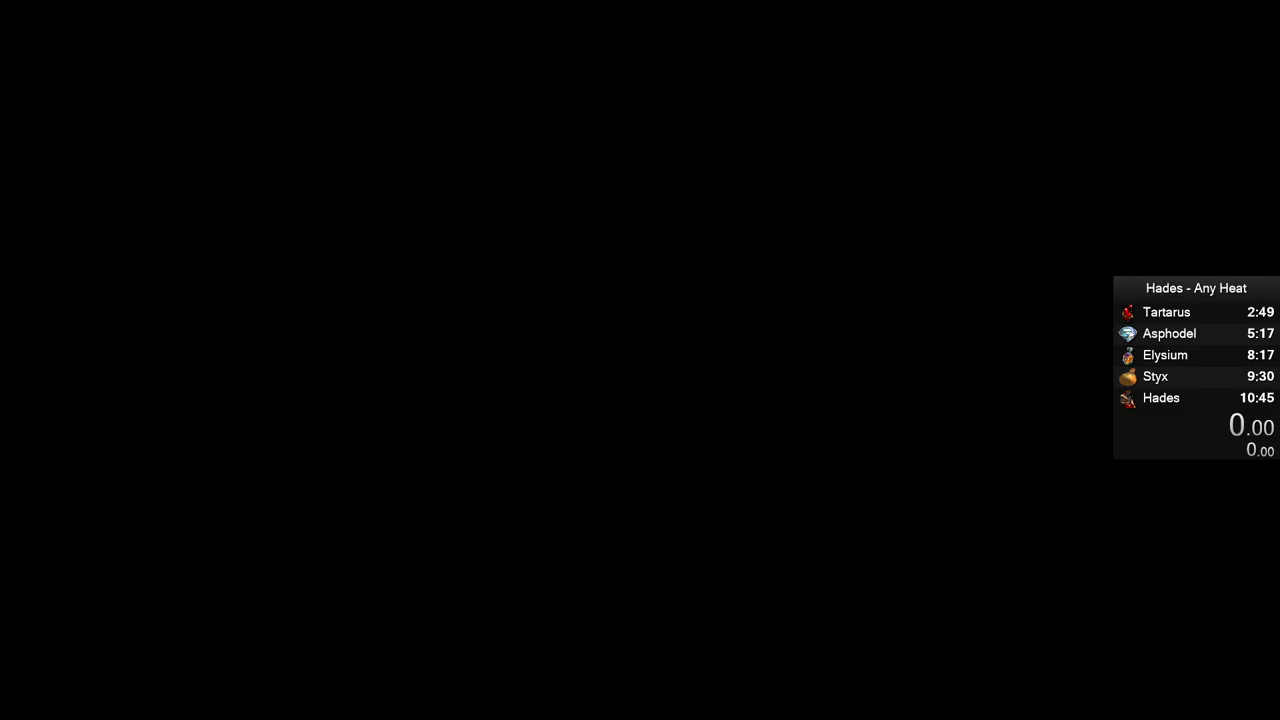 Hades - Any Heat
Tartarus 2:49
Asphodel 5:17
Elysium 8:17
Styx 9:30
Hades 10:45
0.00
0.00